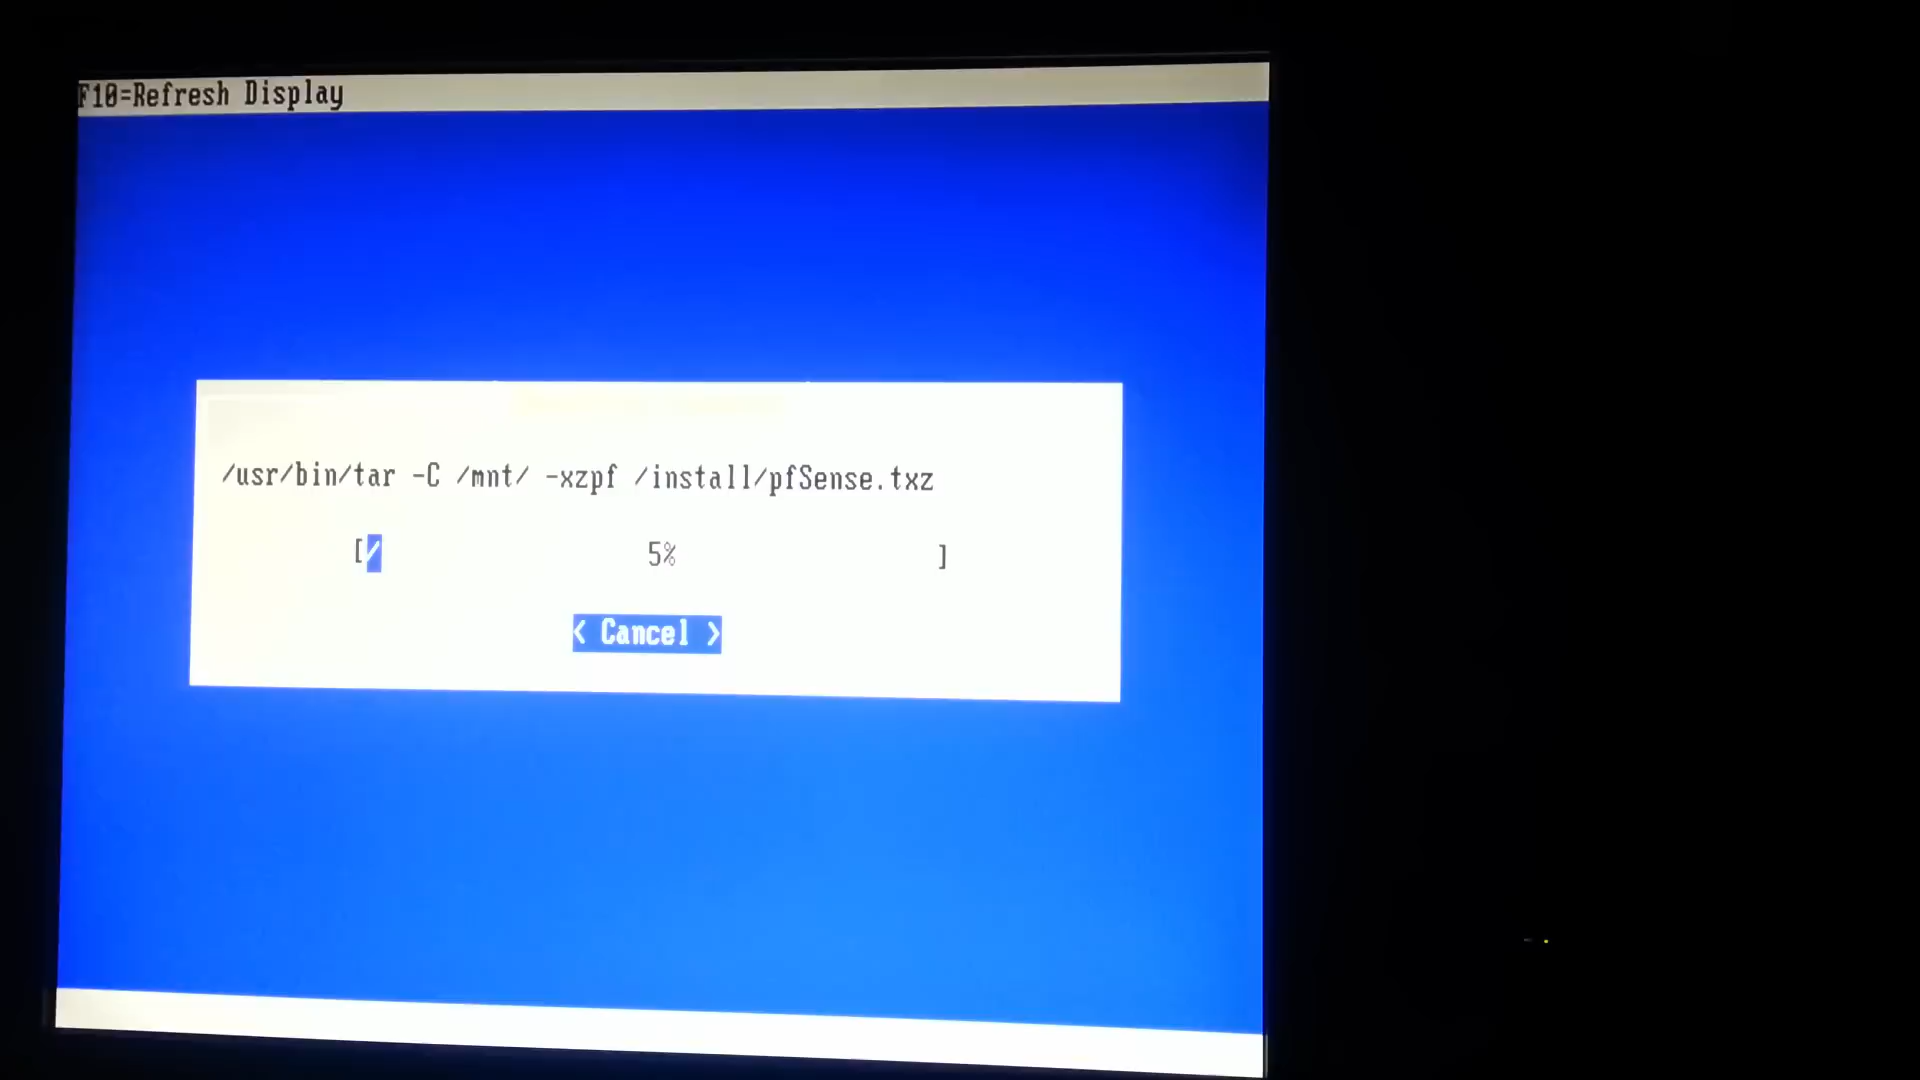 F10=Refresh Display
/usr/bin/tar -C /mnt/ -xzpf /install/pfSense.txz
[/ 5% ]
< Cancel >